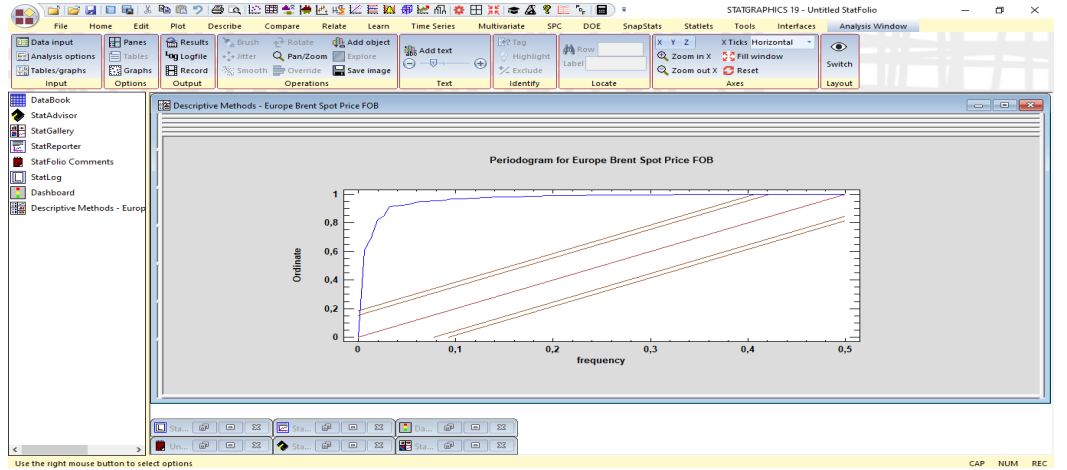 STATGRAPHICS 19 - Untitled StatFolio
File Home Edit Plot Describe Compare Relate Learn Time Series Multivariate SPC DOE SnapStats Statlets Tools Interfaces Analysis Window
Data input Panes Results Brush Rotate Add object Add text ?Tag Row X Y Z X Ticks Horizontal
Analysis options Tables Logfile Jitter Pan/Zoom Explore Highlight Label Zoom in X Fill window Switch
Tables/graphs Graphs Record Smooth Override Save image Exclude Zoom out X Reset
Input Options Output Operations Text Identify Locate Axes Layout
DataBook
StatAdvisor
StatGallery
StatReporter
StatFolio Comments
StatLog
Dashboard
Descriptive Methods - Europ
Descriptive Methods - Europe Brent Spot Price FOB
Periodogram for Europe Brent Spot Price FOB
Ordinate
1
0,8
0,6
0,4
0,2
0
0 0,1 0,2 0,3 0,4 0,5
frequency
Sta... Sta... Da...
Un... Sta... Sta...
Use the right mouse button to select options CAP NUM REC